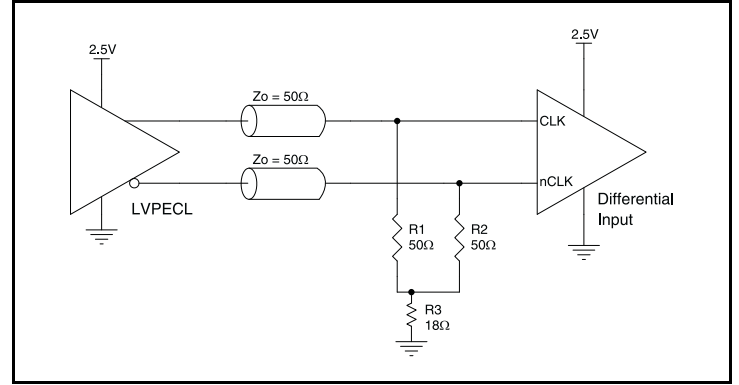 2.5V
2.5V
Zo = 50Ω
CLK
Zo = 50Ω
nCLK
LVPECL
Differential
Input
R1
50Ω
R2
50Ω
R3
18Ω